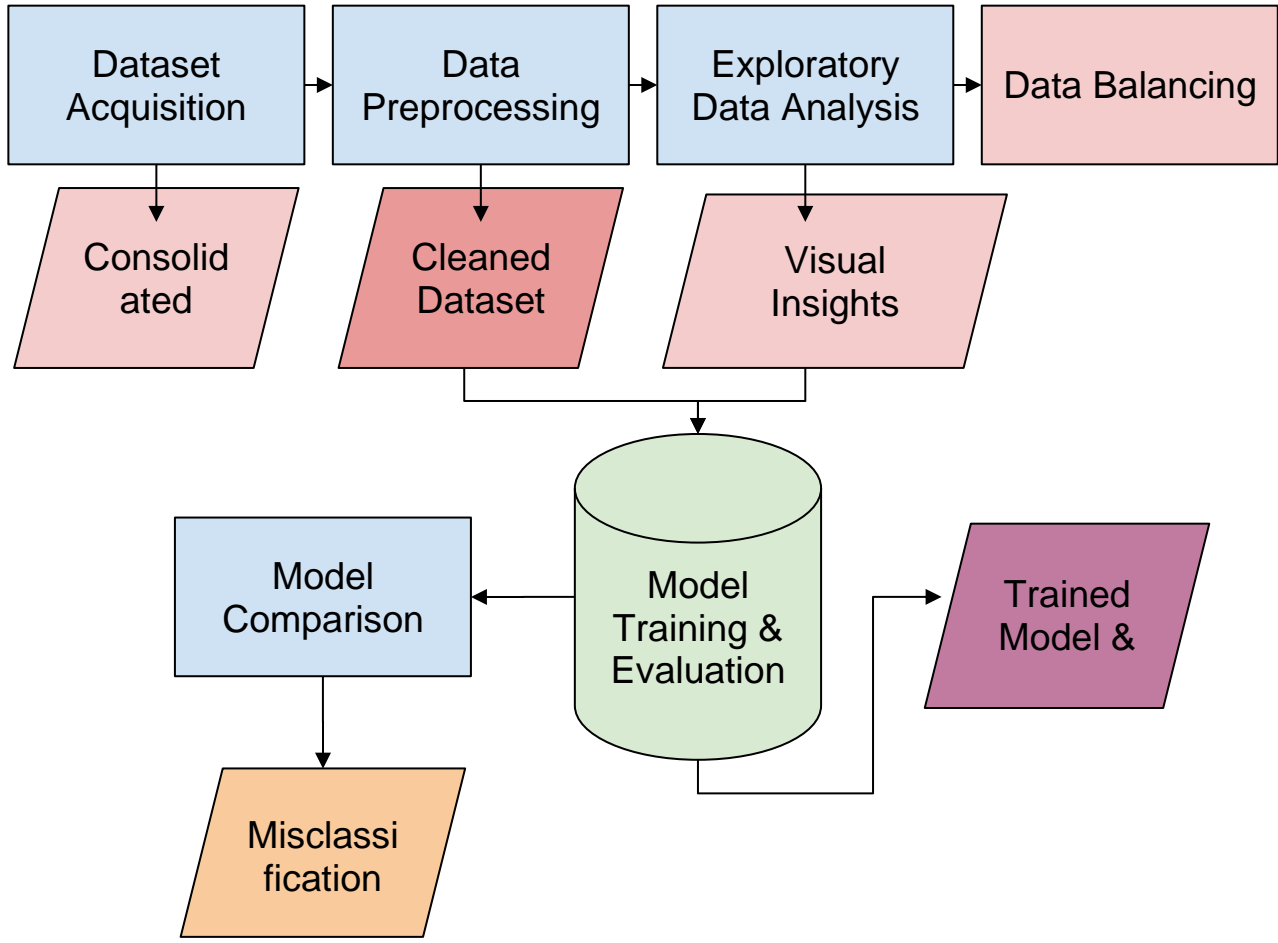 Dataset
Acquisition
Data
Preprocessing
Exploratory
Data Analysis
Data Balancing
Consolid
ated
Cleaned
Dataset
Visual
Insights
Model
Comparison
Model
Training &
Evaluation
Trained
Model &
Misclassi
fication